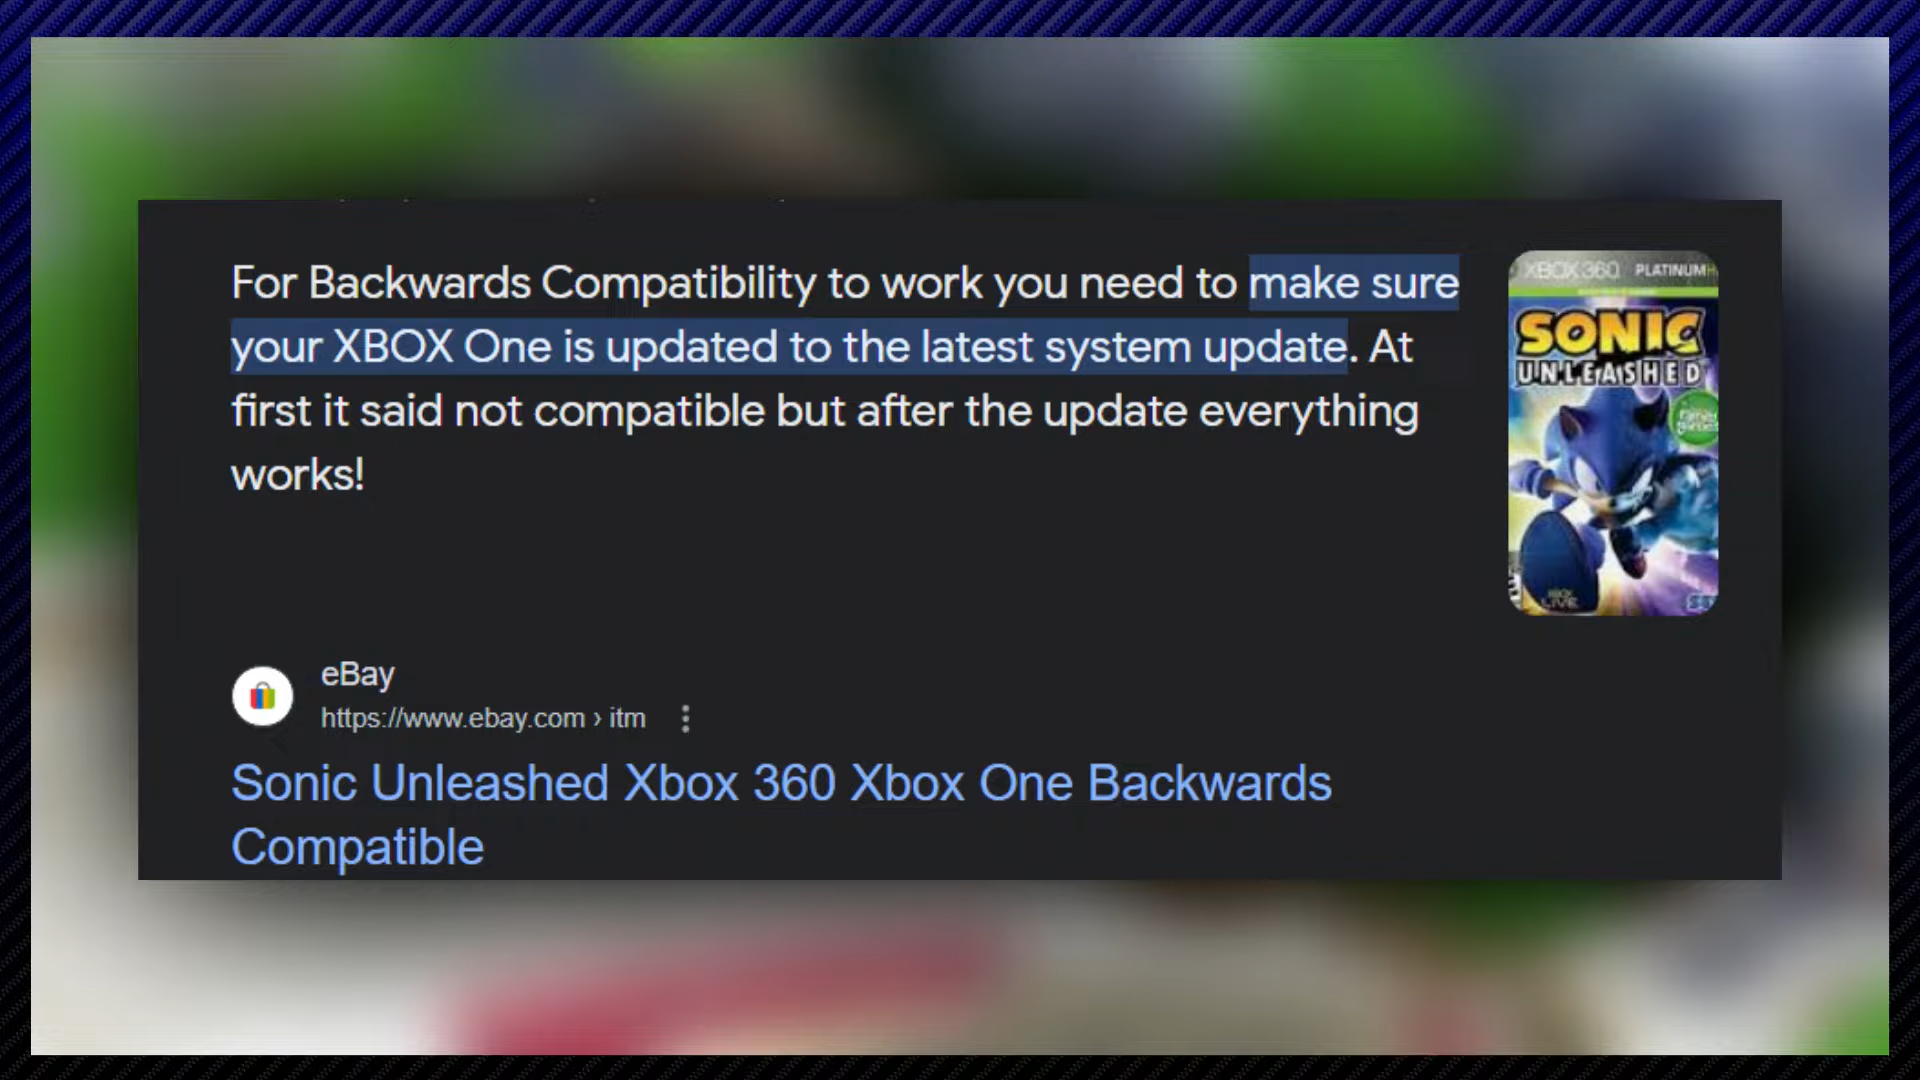 For Backwards Compatibility to work you need to make sure
your XBOX One is updated to the latest system update. At
first it said not compatible but after the update everything
works!
XBOX 360 PLATINUM
SONIC
UNLEASHED
XBOX
LIVE
eBay
https://www.ebay.com › itm
Sonic Unleashed Xbox 360 Xbox One Backwards
Compatible